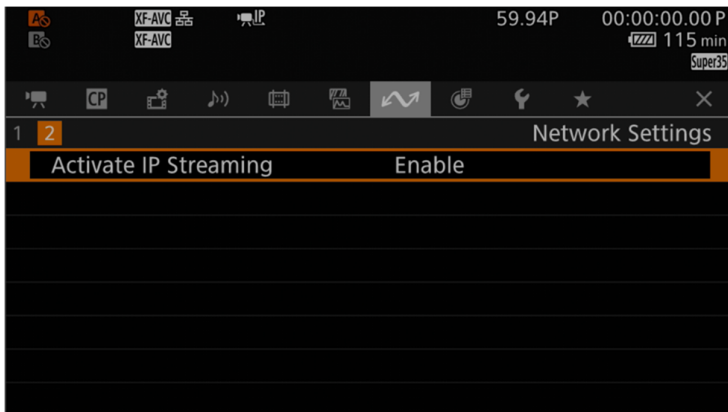 A XF-AVC IP 59.94P 00:00:00.00 P
B XF-AVC 115 min
Super35
CP
1 2 Network Settings
Activate IP Streaming Enable